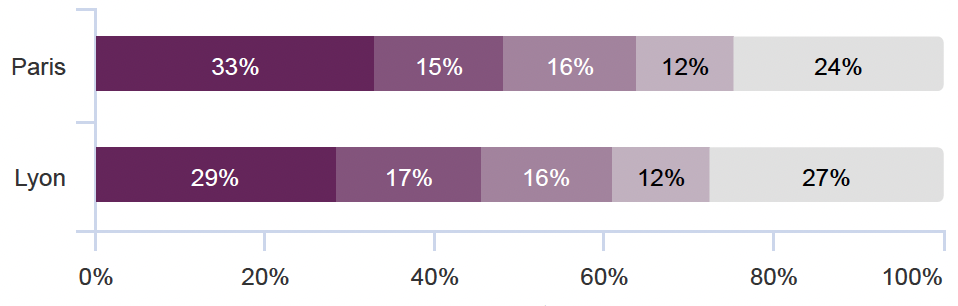 Paris 33% 15% 16% 12% 24%
Lyon 29% 17% 16% 12% 27%
0% 20% 40% 60% 80% 100%